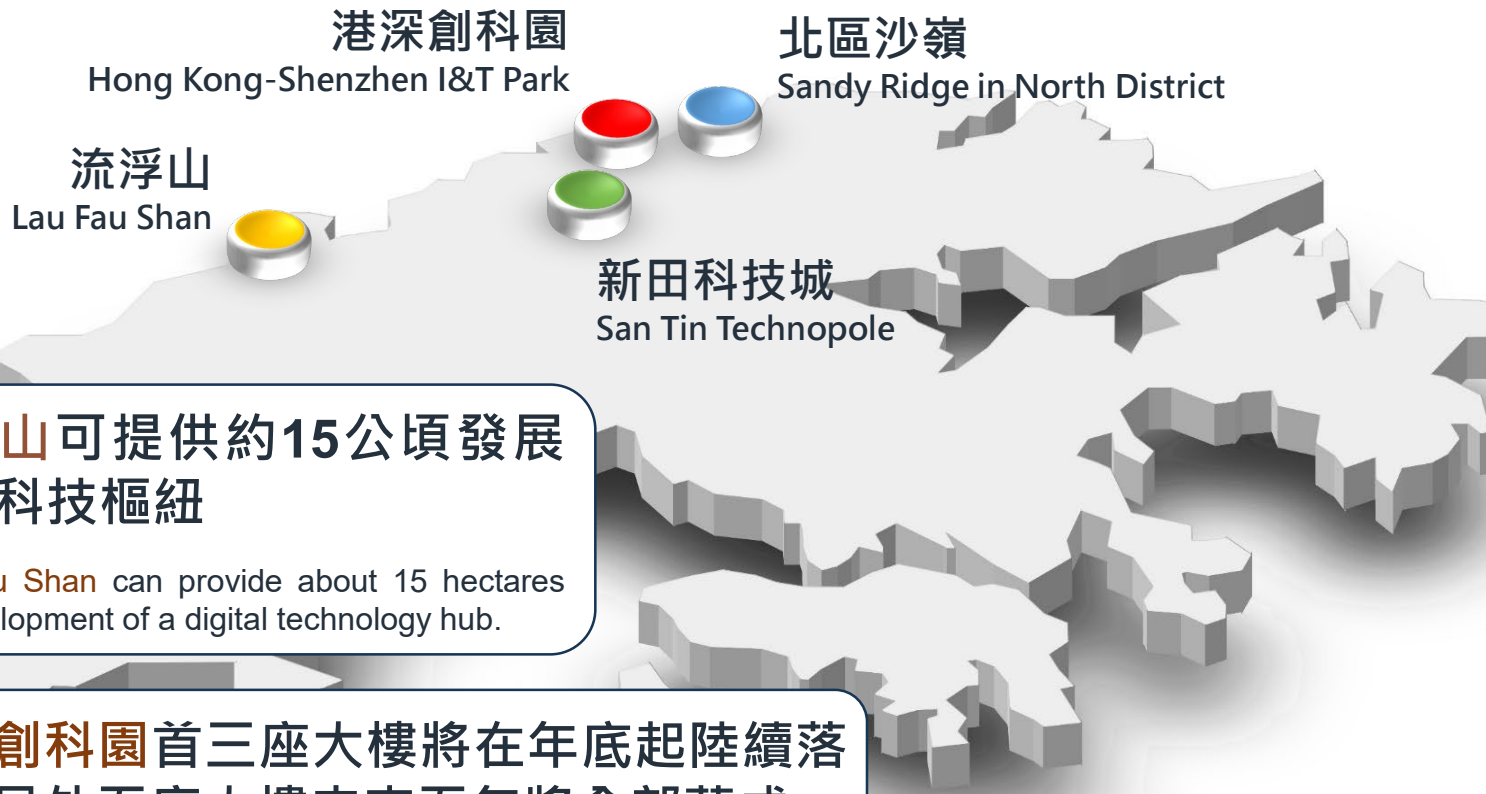 港深創科園
Hong Kong-Shenzhen I&T Park
北區沙嶺
Sandy Ridge in North District
流浮山
Lau Fau Shan
新田科技城
San Tin Technopole
山可提供約15公頃發展
科技樞紐
Shan can provide about 15 hectares
lopment of a digital technology hub.
創科園首三座大樓將在年底起陸續落